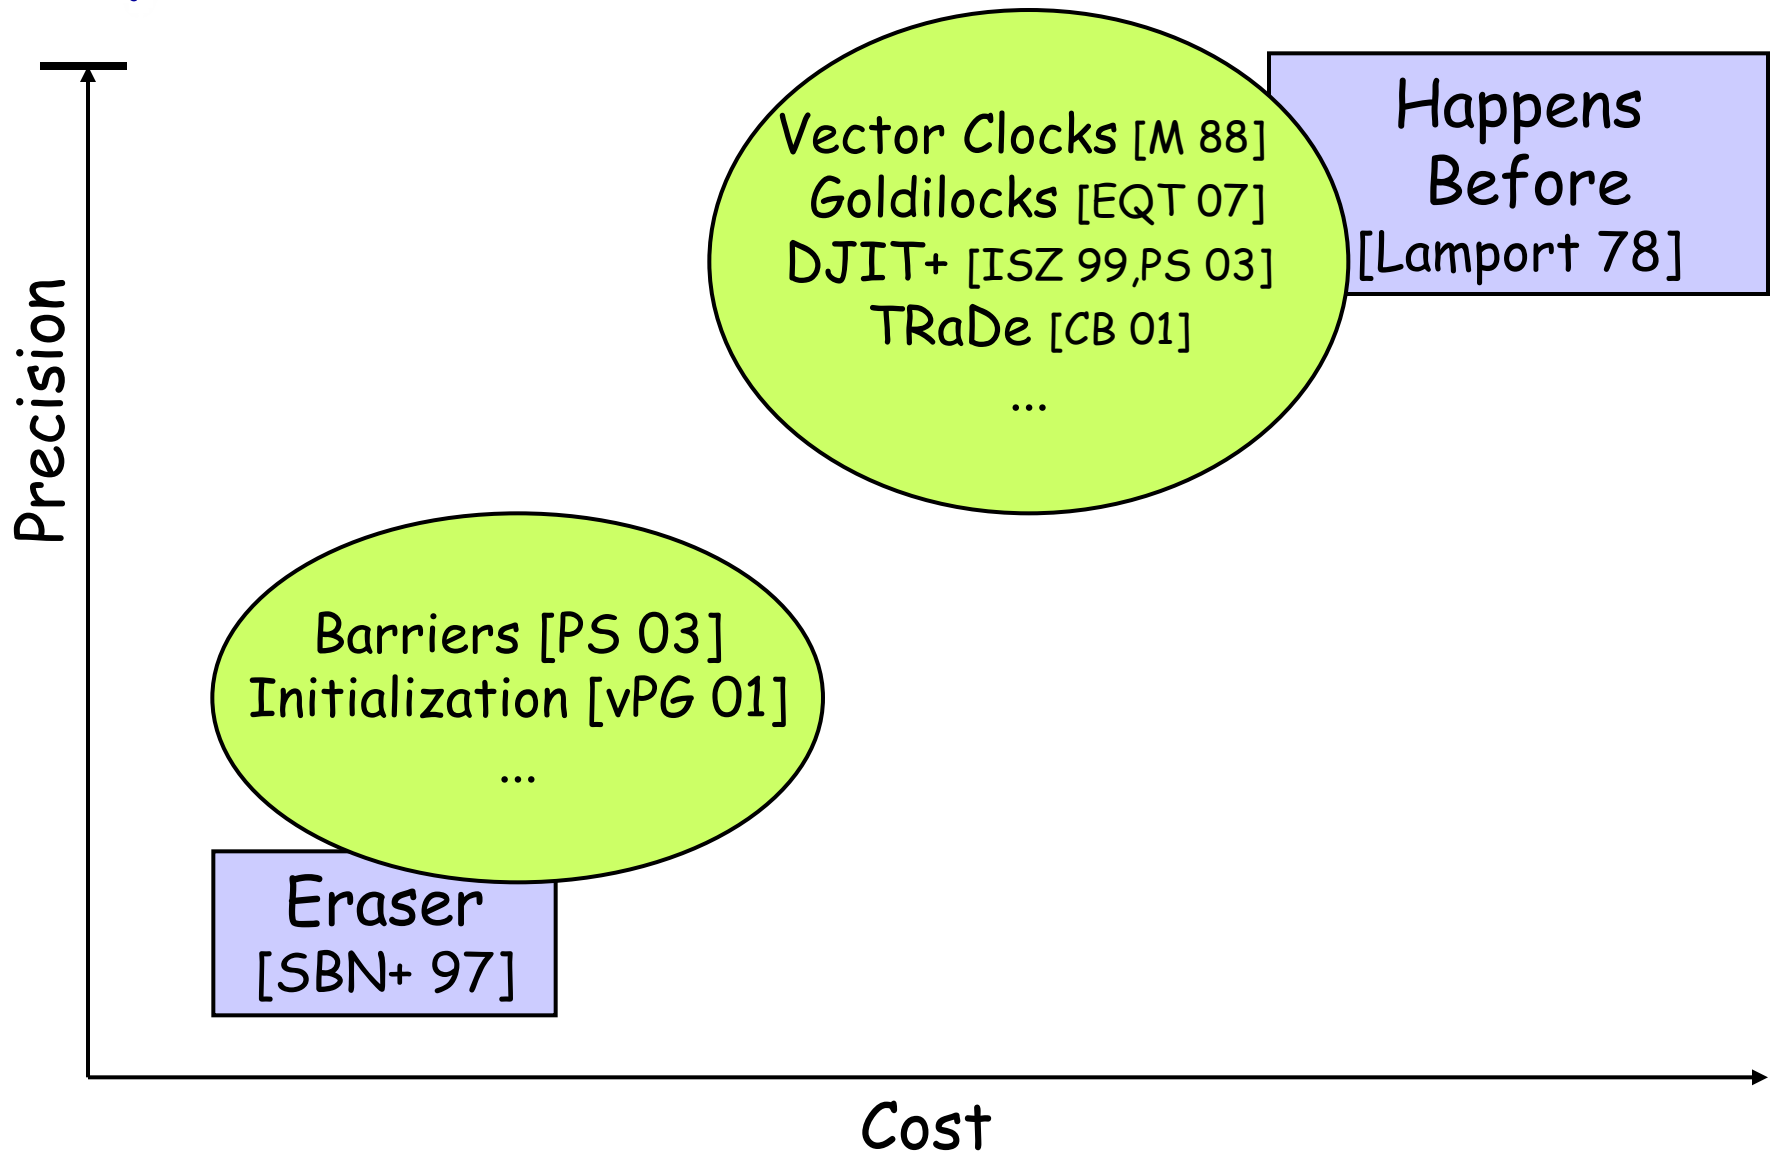 Precision
Vector Clocks [M 88]
Goldilocks [EQT 07]
DJIT+ [ISZ 99,PS 03]
TRaDe [CB 01]
...
Happens
Before
[Lamport 78]
Barriers [PS 03]
Initialization [vPG 01]
...
Eraser
[SBN+ 97]
Cost